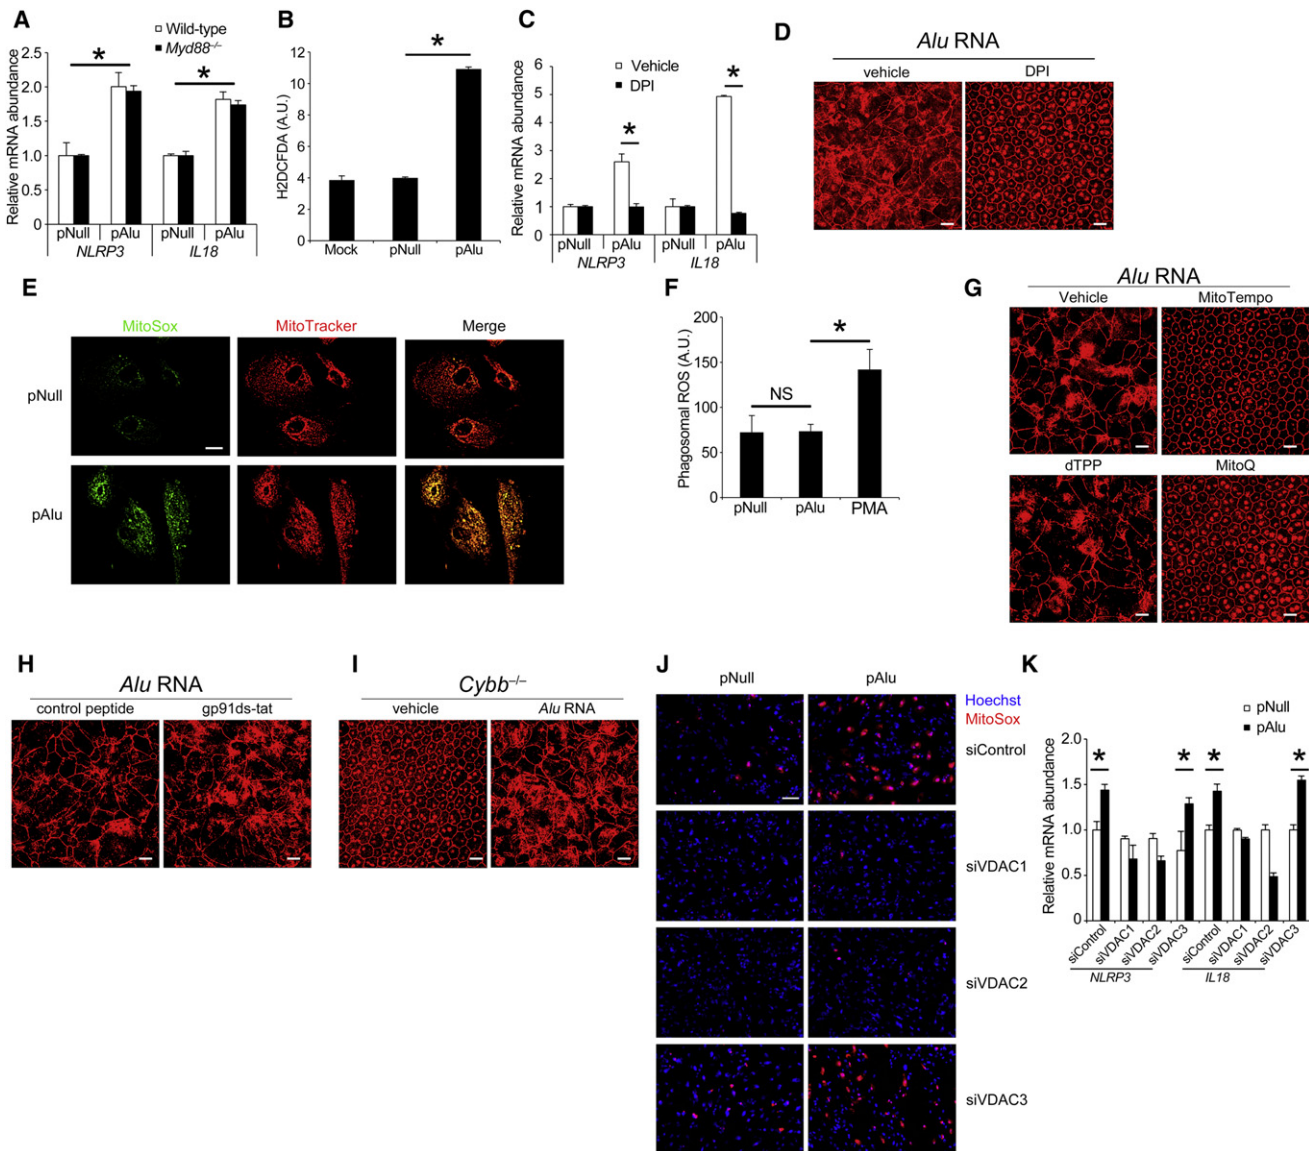 A
Wild-type
Myd88–/–
Relative mRNA abundance
2.5
2.0
1.5
1.0
0.5
0
*
*
pNull pAlu pNull pAlu
NLRP3 IL18
B
H2DCFDA (A.U.)
12
10
8
6
4
2
0
*
Mock pNull pAlu
C
Vehicle
DPI
Relative mRNA abundance
6
5
4
3
2
1
0
*
*
pNull pAlu pNull pAlu
NLRP3 IL18
D
Alu RNA
vehicle DPI
E
MitoSox MitoTracker Merge
pNull
pAlu
F
Phagosomal ROS (A.U.)
200
150
100
50
0
NS
*
pNull pAlu PMA
G
Alu RNA
Vehicle MitoTempo
dTPP MitoQ
H
Alu RNA
control peptide gp91ds-tat
I
Cybb–/–
vehicle Alu RNA
J
pNull pAlu
Hoechst
MitoSox
siControl
siVDAC1
siVDAC2
siVDAC3
K
pNull
pAlu
Relative mRNA abundance
2.0
1.5
1.0
0.5
0
* * * *
siControl siVDAC1 siVDAC2 siVDAC3 siControl siVDAC1 siVDAC2 siVDAC3
NLRP3 IL18